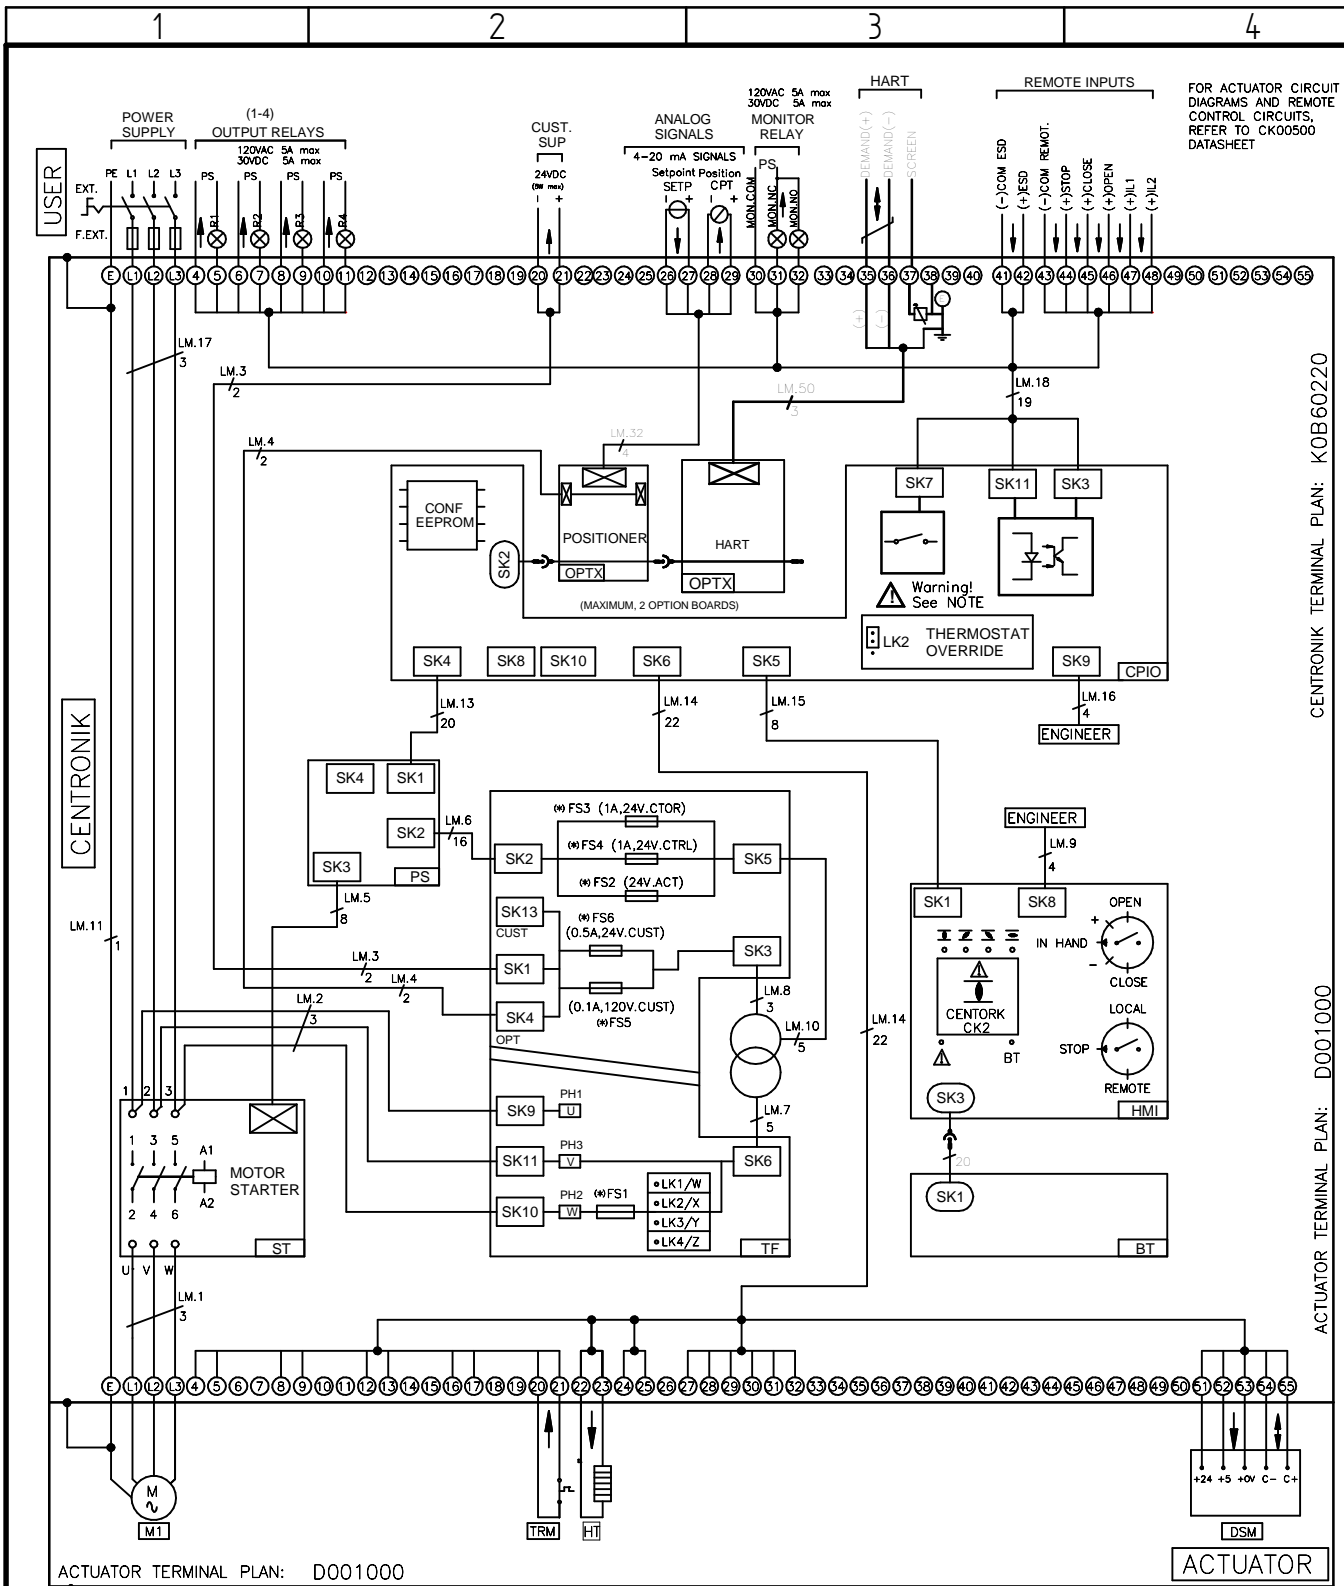 1 2 3 4
POWER SUPPLY
(1-4)
OUTPUT RELAYS
120VAC 5A max
30VDC 5A max
CUST. SUP
24VDC
(5W max)
- +
ANALOG SIGNALS
4-20 mA SIGNALS
Setpoint Position
SETP CPT
- + - +
120VAC 5A max
30VDC 5A max
MONITOR RELAY
PS
MON.COM
MON.NC
MON.NO
HART
DEMAND(+)
DEMAND(-)
SCREEN
REMOTE INPUTS
(-)COM ESD
(+)ESD
(-)COM REMOT.
(+)STOP
(+)CLOSE
(+)OPEN
(+)IL1
(+)IL2
FOR ACTUATOR CIRCUIT
DIAGRAMS AND REMOTE
CONTROL CIRCUITS,
REFER TO CK00500
DATASHEET
USER
PE L1 L2 L3
EXT.
F.EXT.
PS PS PS PS
R1 R2 R3 R4
E L1 L2 L3 4 5 6 7 8 9 10 11 12 13 14 15 16 17 18 19 20 21 22 23 24 25 26 27 28 29 30 31 32 33 34 35 36 37 38 39 40 41 42 43 44 45 46 47 48 49 50 51 52 53 54 55
(+) (-)
E
LM.17
3
LM.3
2
LM.4
2
LM.32
4
LM.50
3
LM.18
19
CONF
EEPROM
SK2
POSITIONER
OPTX
HART
OPTX
(MAXIMUM, 2 OPTION BOARDS)
SK7
SK11
SK3
Warning!
See NOTE
LK2
THERMOSTAT
OVERRIDE
SK4
SK8
SK10
SK6
SK5
SK9
CPIO
CENTRONIK TERMINAL PLAN: K0B60220
LM.13
20
LM.14
22
LM.15
8
LM.16
4
ENGINEER
CENTRONIK
SK4
SK1
SK2
SK3
PS
LM.6
16
LM.5
8
LM.11
1
(*)FS3 (1A,24V.CTOR)
(*)FS4 (1A,24V.CTRL)
(*)FS2 (24V.ACT)
SK2
SK5
SK13
CUST
(*)FS6
(0.5A,24V.CUST)
SK1
SK3
SK4
OPT
(0.1A,120V.CUST)
(*)FS5
LM.3
2
LM.4
2
LM.2
3
LM.8
3
LM.10
5
LM.7
5
LM.14
22
SK9
PH1
U
SK11
PH3
V
SK6
SK10
PH2
W
(*)FS1
LK1/W
LK2/X
LK3/Y
LK4/Z
TF
ENGINEER
LM.9
4
SK1
SK8
OPEN
+
IN HAND
-
CLOSE
CENTORK
CK2
BT
LOCAL
STOP
REMOTE
SK3
HMI
20
SK1
BT
ACTUATOR TERMINAL PLAN: D001000
1 2 3
1 3 5
A1
A2
MOTOR
STARTER
2 4 6
ST
U V W
LM.1
3
E L1 L2 L3 4 5 6 7 8 9 10 11 12 13 14 15 16 17 18 19 20 21 22 23 24 25 26 27 28 29 30 31 32 33 34 35 36 37 38 39 40 41 42 43 44 45 46 47 48 49 50 51 52 53 54 55
M
M1
TRM
HT
+24 +5 +0V C- C+
DSM
ACTUATOR TERMINAL PLAN: D001000
ACTUATOR